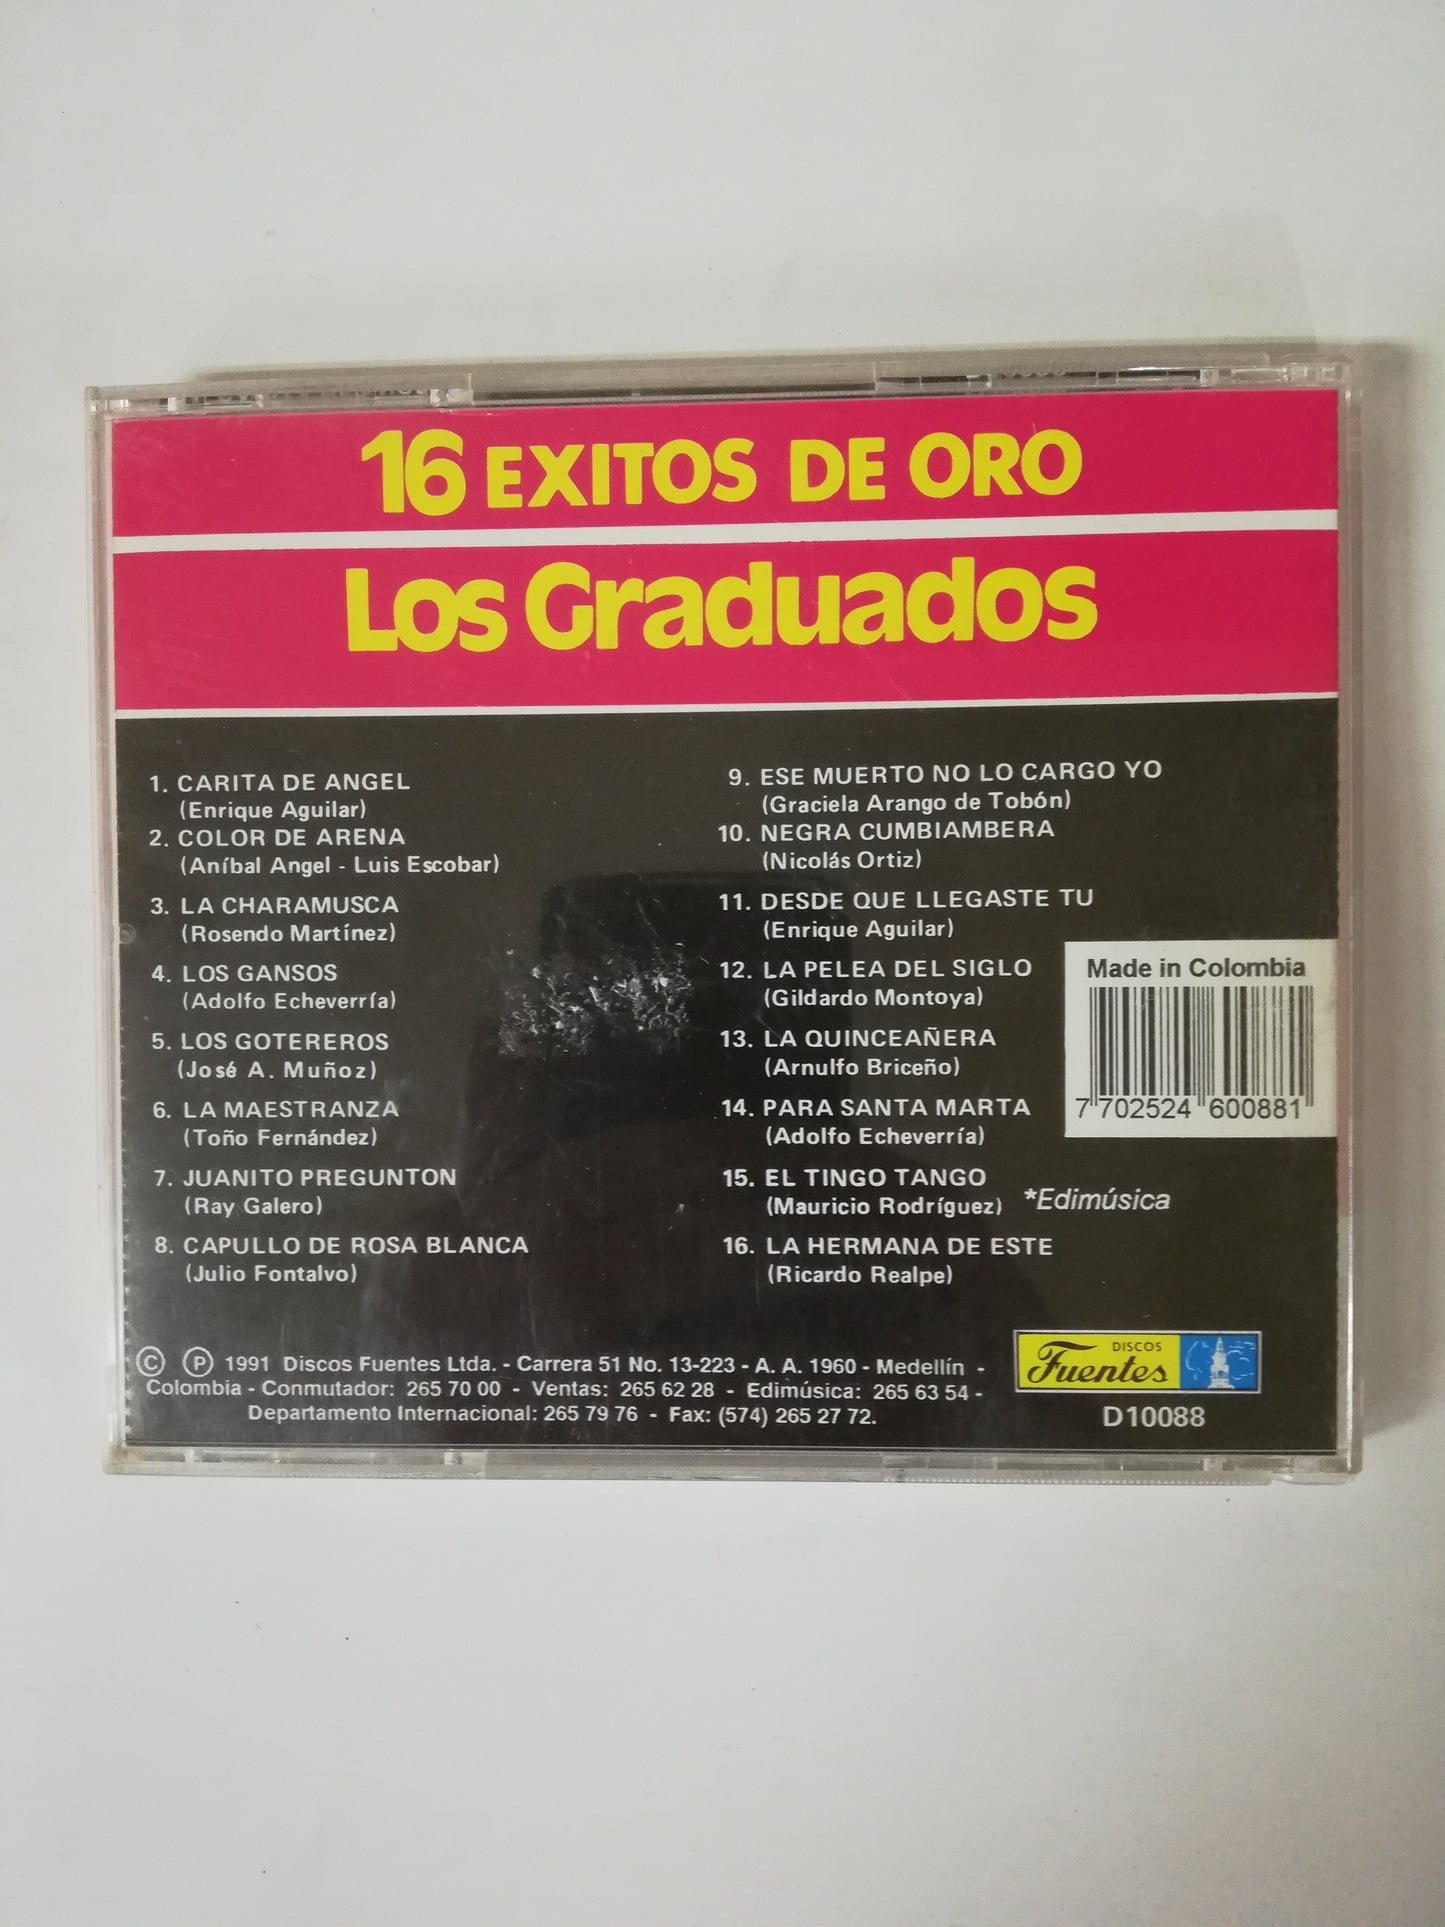 16 EXITOS DE ORO
Los Graduados
1. CARITA DE ANGEL
(Enrique Aguilar)
2. COLOR DE ARENA
(Aníbal Angel - Luis Escobar)
3. LA CHARAMUSCA
(Rosendo Martínez)
4. LOS GANSOS
(Adolfo Echeverría)
5. LOS GOTEREROS
(José A. Muñoz)
6. LA MAESTRANZA
(Toño Fernández)
7. JUANITO PREGUNTON
(Ray Galero)
8. CAPULLO DE ROSA BLANCA
(Julio Fontalvo)
9. ESE MUERTO NO LO CARGO YO
(Graciela Arango de Tobón)
10. NEGRA CUMBIAMBERA
(Nicolás Ortiz)
11. DESDE QUE LLEGASTE TU
(Enrique Aguilar)
12. LA PELEA DEL SIGLO
(Gildardo Montoya)
13. LA QUINCEAÑERA
(Arnulfo Briceño)
14. PARA SANTA MARTA
(Adolfo Echeverría)
15. EL TINGO TANGO
(Mauricio Rodríguez) *Edimúsica
16. LA HERMANA DE ESTE
(Ricardo Realpe)
Made in Colombia
7 702524 600881
© ℗ 1991 Discos Fuentes Ltda. - Carrera 51 No. 13-223 - A. A. 1960 - Medellín -
Colombia - Conmutador: 265 70 00 - Ventas: 265 62 28 - Edimúsica: 265 63 54 -
Departamento Internacional: 265 79 76 - Fax: (574) 265 27 72.
DISCOS
Fuentes
D10088